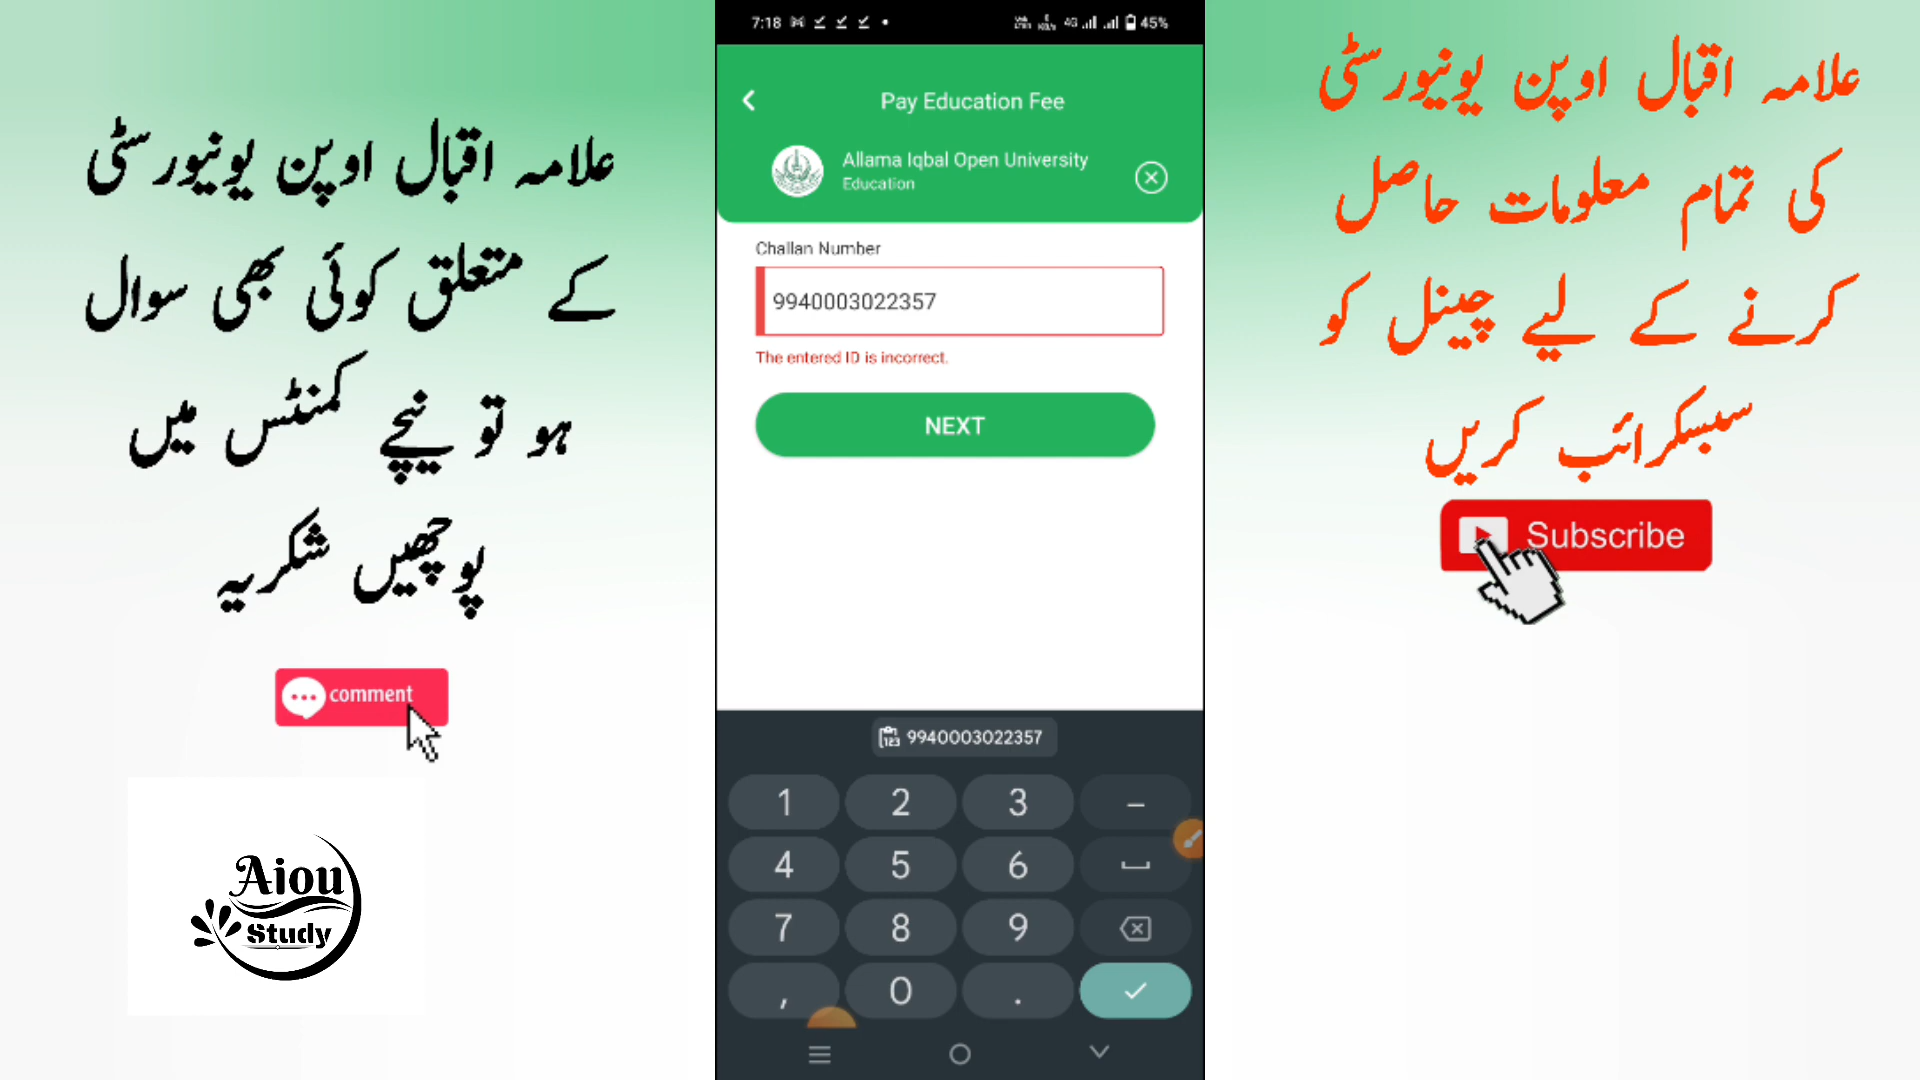 علامہ اقبال اوپن یونیورسٹی
کے متعلق کوئی بھی سوال
ہو تو نیچے کمنٹس میں
پوچھیں شکریہ
comment
Aiou
Study
7:18
4G
45%
Pay Education Fee
Allama Iqbal Open University
Education
Challan Number
9940003022357
The entered ID is incorrect.
NEXT
9940003022357
1 2 3 –
4 5 6
7 8 9
, 0 .
علامہ اقبال اوپن یونیورسٹی
کی تمام معلومات حاصل
کرنے کے لیے چینل کو
سبسکرائب کریں
Subscribe